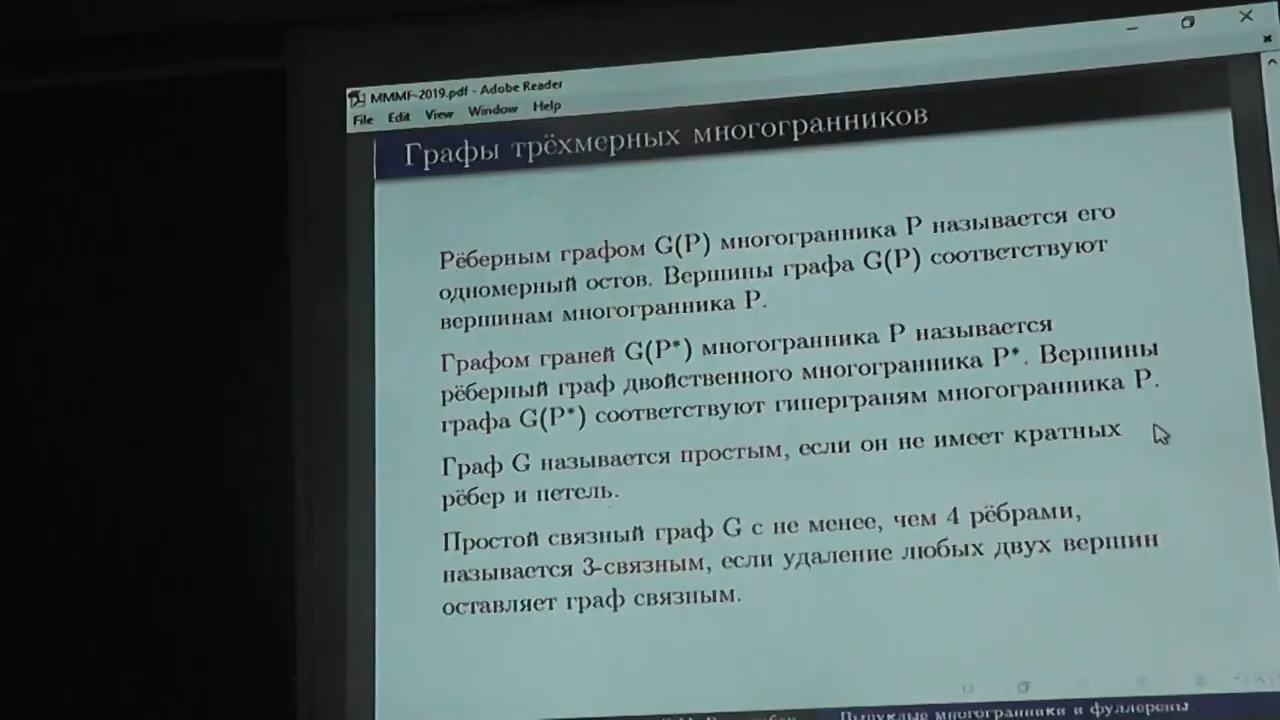 MMMF-2019.pdf - Adobe Reader
File Edit View Window Help
Графы трёхмерных многогранников
Рёберным графом G(P) многогранника P называется его
одномерный остов. Вершины графа G(P) соответствуют
вершинам многогранника P.
Графом граней G(P*) многогранника P называется
рёберный граф двойственного многогранника P*. Вершины
графа G(P*) соответствуют гиперграням многогранника P.
Граф G называется простым, если он не имеет кратных
рёбер и петель.
Простой связный граф G с не менее, чем 4 рёбрами,
называется 3-связным, если удаление любых двух вершин
оставляет граф связным.
Выпуклые многогранники и фуллерены